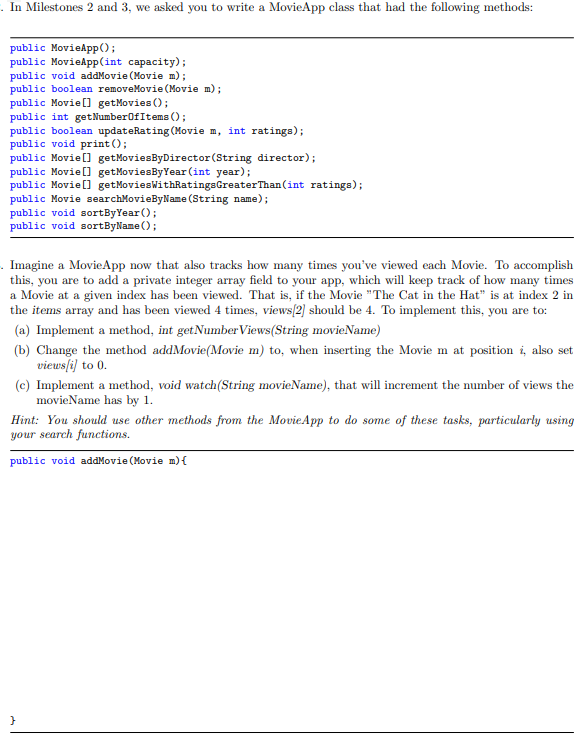 . In Milestones 2 and 3, we asked you to write a MovieApp class that had the following methods:
public MovieApp();
public MovieApp(int capacity);
public void addMovie(Movie m);
public boolean removeMovie(Movie m);
public Movie[] getMovies();
public int getNumberOfItems();
public boolean updateRating(Movie m, int ratings);
public void print();
public Movie[] getMoviesByDirector(String director);
public Movie[] getMoviesByYear(int year);
public Movie[] getMoviesWithRatingsGreaterThan(int ratings);
public Movie searchMovieByName(String name);
public void sortByYear();
public void sortByName();
. Imagine a MovieApp now that also tracks how many times you've viewed each Movie. To accomplish
this, you are to add a private integer array field to your app, which will keep track of how many times
a Movie at a given index has been viewed. That is, if the Movie "The Cat in the Hat" is at index 2 in
the items array and has been viewed 4 times, views[2] should be 4. To implement this, you are to:
(a) Implement a method, int getNumberViews(String movieName)
(b) Change the method addMovie(Movie m) to, when inserting the Movie m at position i, also set
views[i] to 0.
(c) Implement a method, void watch(String movieName), that will increment the number of views the
movieName has by 1.
Hint: You should use other methods from the MovieApp to do some of these tasks, particularly using
your search functions.
public void addMovie(Movie m){
}